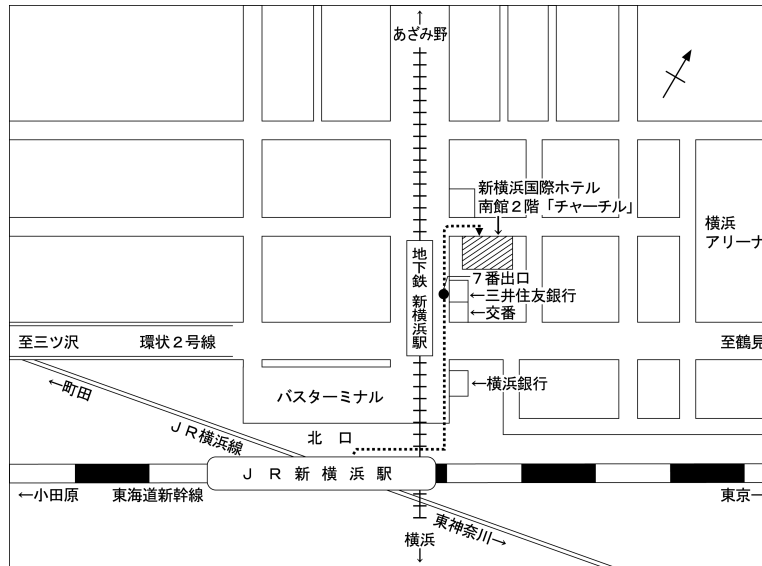 あざみ野
新横浜国際ホテル
南館２階「チャーチル」
横浜
アリーナ
地下鉄 新横浜駅
７番出口
←三井住友銀行
←交番
至三ツ沢
環状２号線
至鶴見
←町田
バスターミナル
←横浜銀行
ＪＲ横浜線
北口
ＪＲ新横浜駅
←小田原
東海道新幹線
東京
東神奈川→
横浜